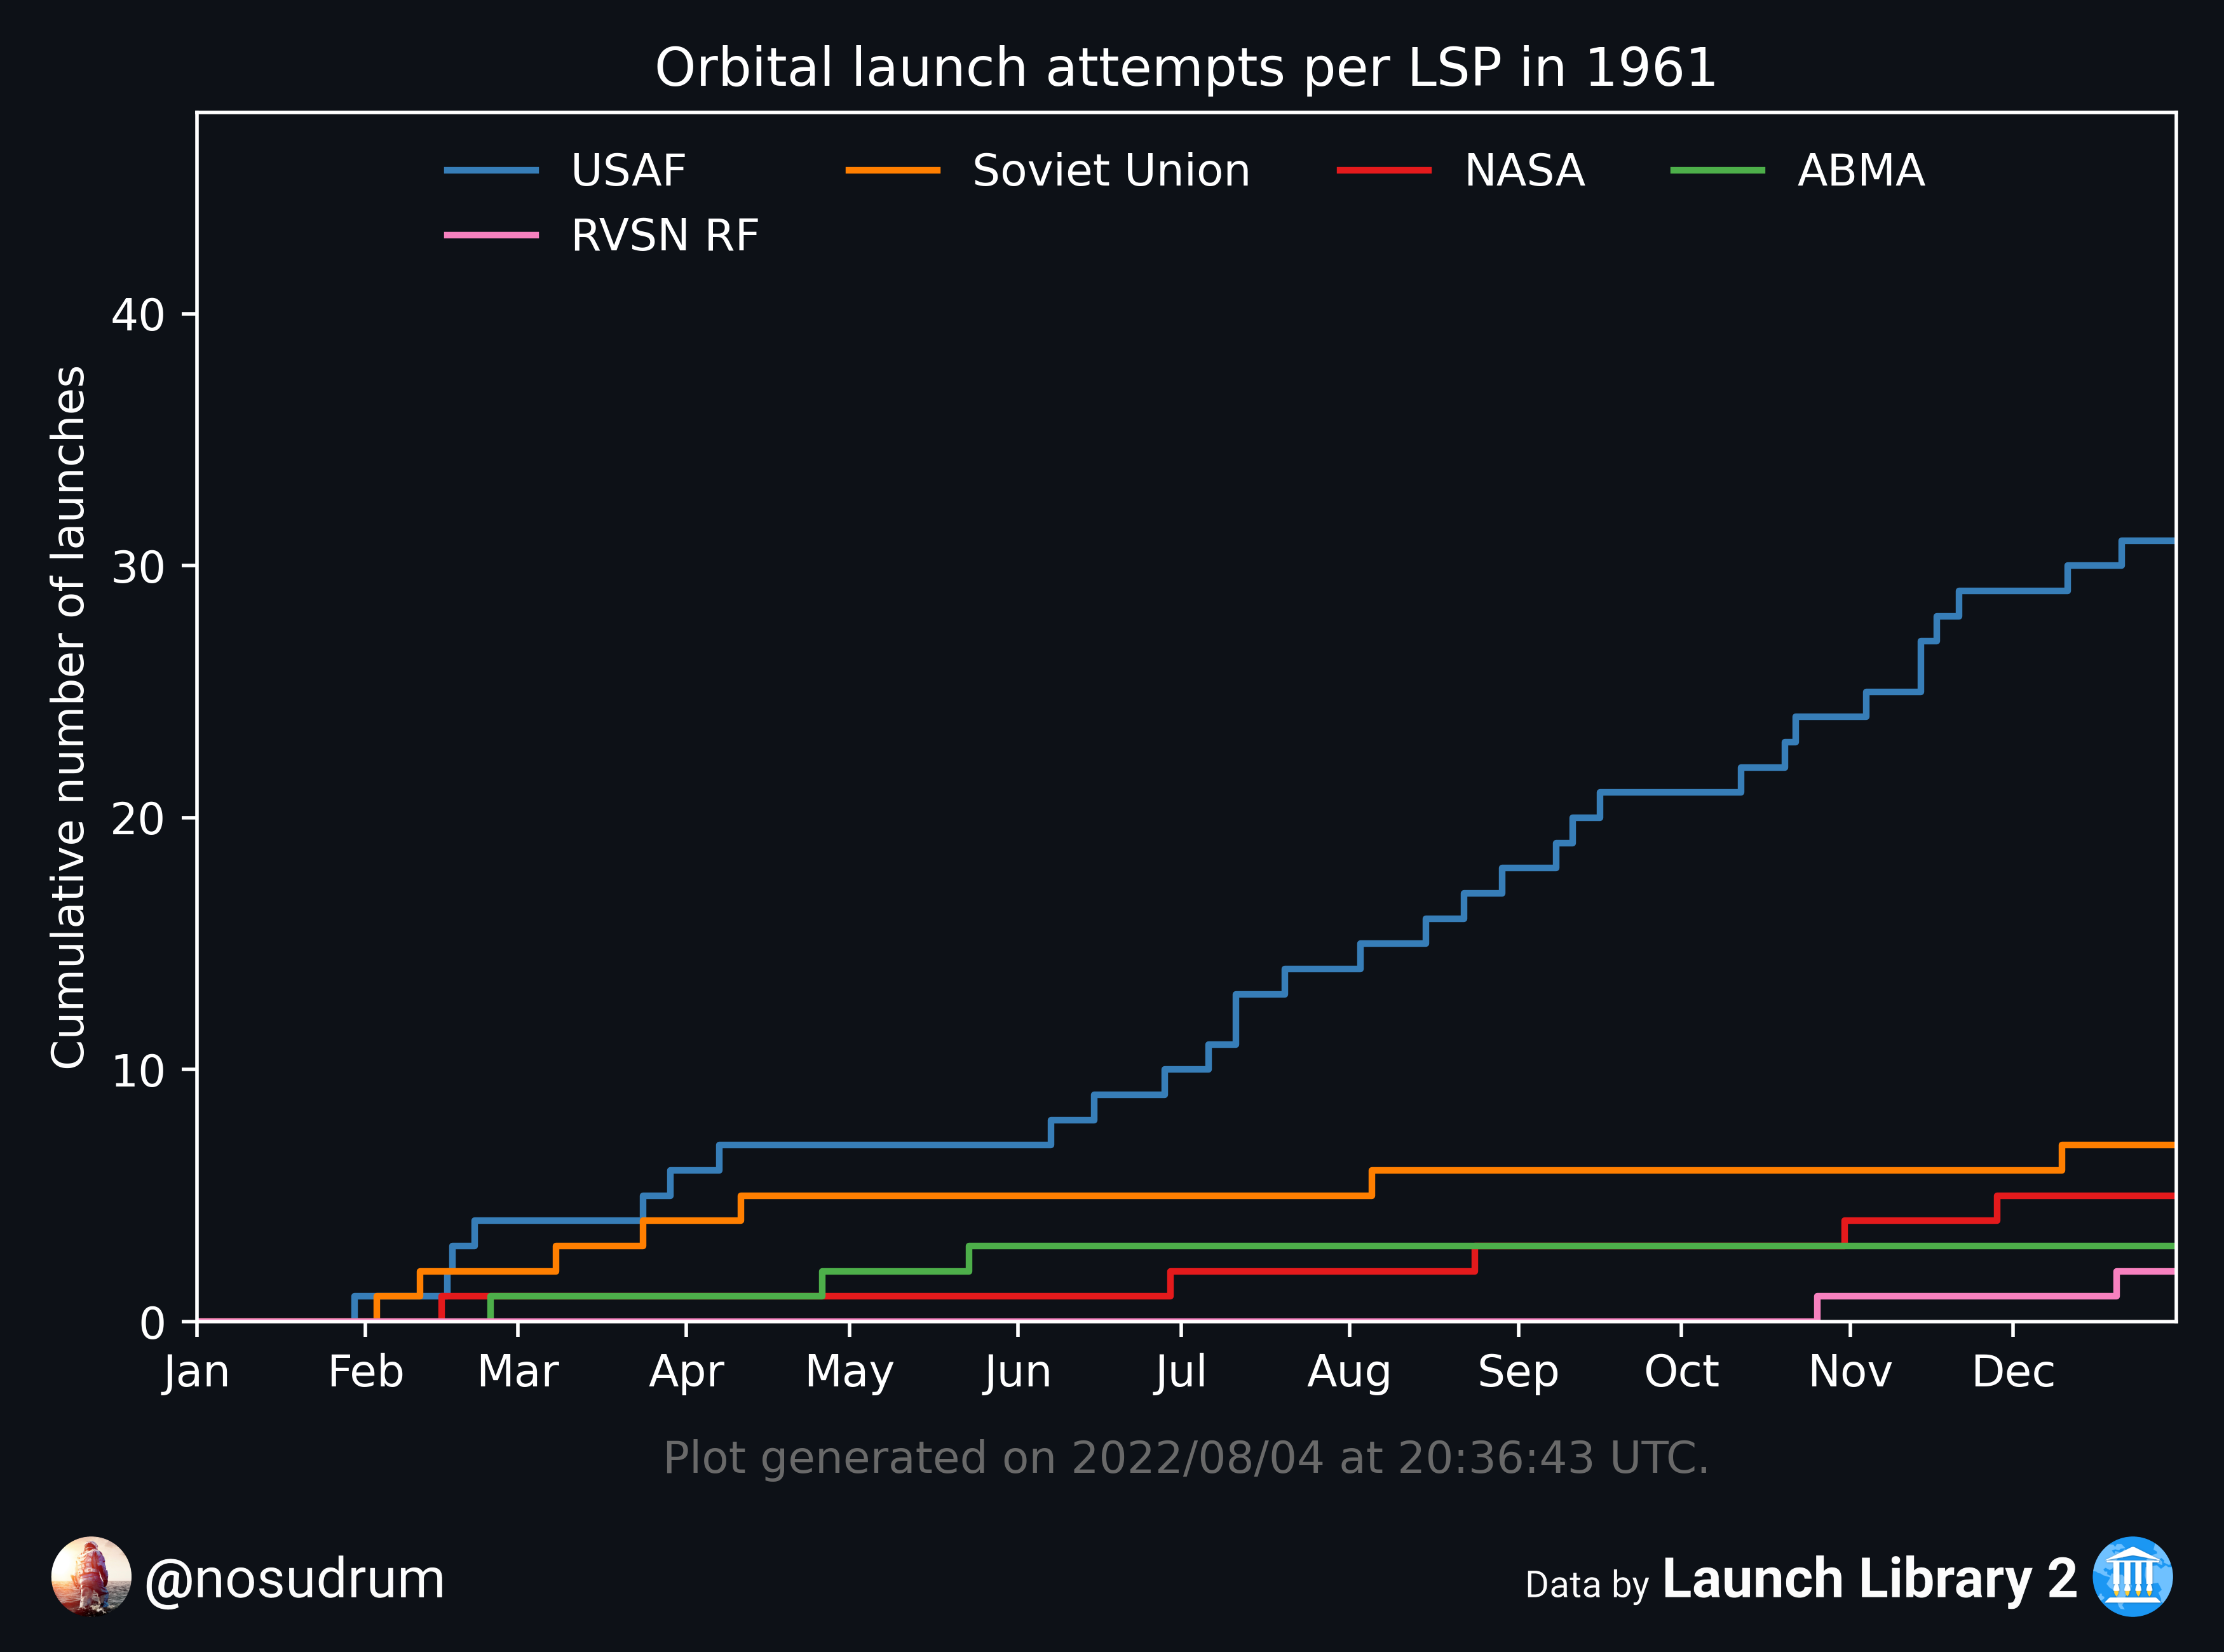 Orbital launch attempts per LSP in 1961
USAF Soviet Union NASA ABMA
RVSN RF
Cumulative number of launches
40
30
20
10
0
Jan Feb Mar Apr May Jun Jul Aug Sep Oct Nov Dec
Plot generated on 2022/08/04 at 20:36:43 UTC.
@nosudrum
Data by Launch Library 2